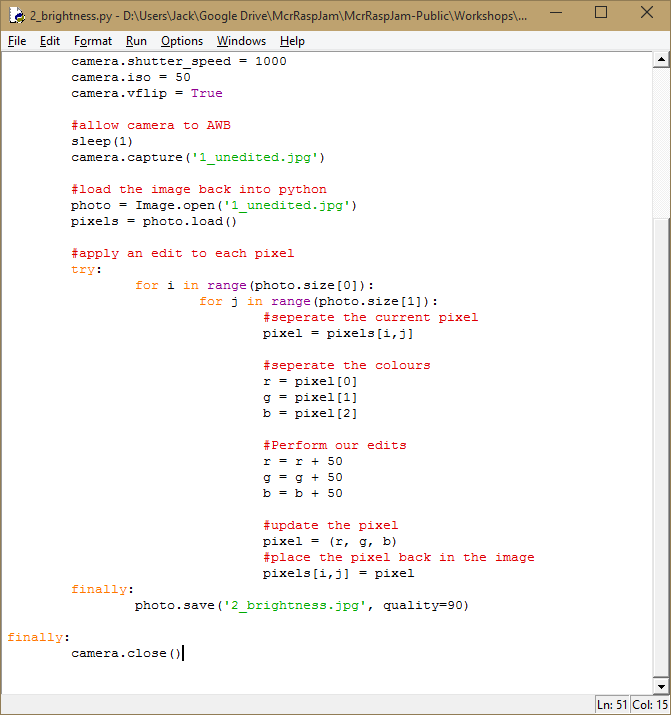 2_brightness.py - D:\Users\Jack\Google Drive\McrRaspJam\McrRaspJam-Public\Workshops\...
File Edit Format Run Options Windows Help
        camera.shutter_speed = 1000
        camera.iso = 50
        camera.vflip = True

        #allow camera to AWB
        sleep(1)
        camera.capture('1_unedited.jpg')

        #load the image back into python
        photo = Image.open('1_unedited.jpg')
        pixels = photo.load()

        #apply an edit to each pixel
        try:
                for i in range(photo.size[0]):
                        for j in range(photo.size[1]):
                                #seperate the current pixel
                                pixel = pixels[i,j]

                                #seperate the colours
                                r = pixel[0]
                                g = pixel[1]
                                b = pixel[2]

                                #Perform our edits
                                r = r + 50
                                g = g + 50
                                b = b + 50

                                #update the pixel
                                pixel = (r, g, b)
                                #place the pixel back in the image
                                pixels[i,j] = pixel
        finally:
                photo.save('2_brightness.jpg', quality=90)

finally:
        camera.close()
Ln: 51 Col: 15